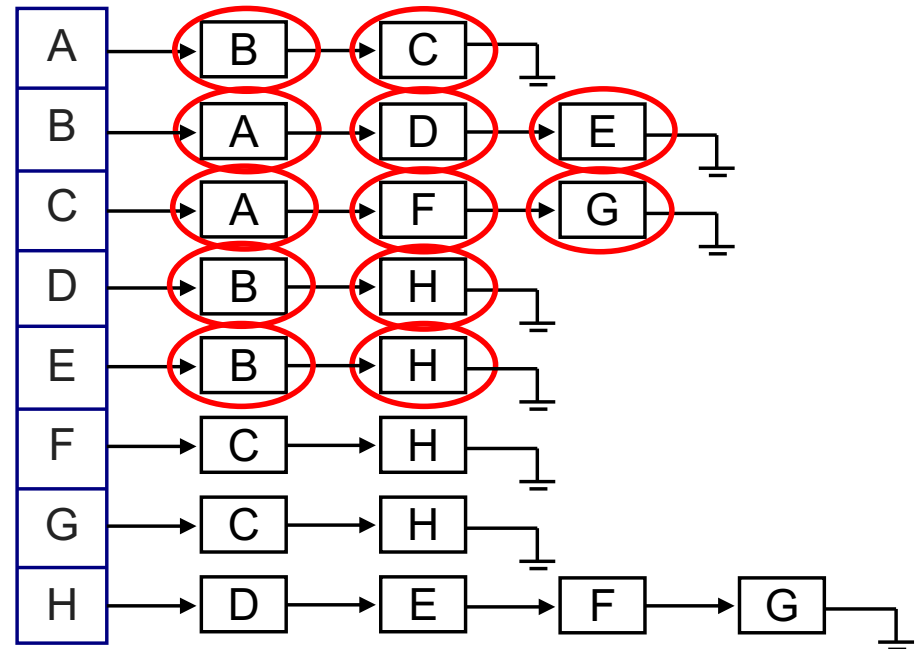 A B C
B A D E
C A F G
D B H
E B H
F C H
G C H
H D E F G